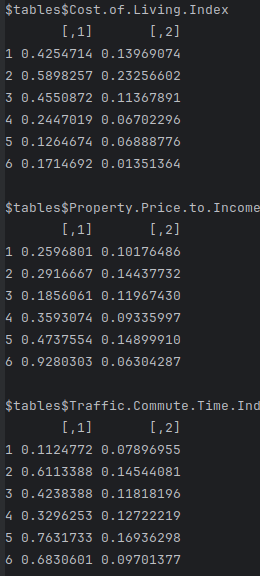 $tables$Cost.of.Living.Index
[,1] [,2]
1 0.4254714 0.13969074
2 0.5898257 0.23256602
3 0.4550872 0.11367891
4 0.2447019 0.06702296
5 0.1264674 0.06888776
6 0.1714692 0.01351364
$tables$Property.Price.to.Income
[,1] [,2]
1 0.2596801 0.10176486
2 0.2916667 0.14437732
3 0.1856061 0.11967430
4 0.3593074 0.09335997
5 0.4737554 0.14899910
6 0.9280303 0.06304287
$tables$Traffic.Commute.Time.Ind
[,1] [,2]
1 0.1124772 0.07896955
2 0.6113388 0.14544081
3 0.4238388 0.11818196
4 0.3296253 0.12722219
5 0.7631733 0.16936298
6 0.6830601 0.09701377